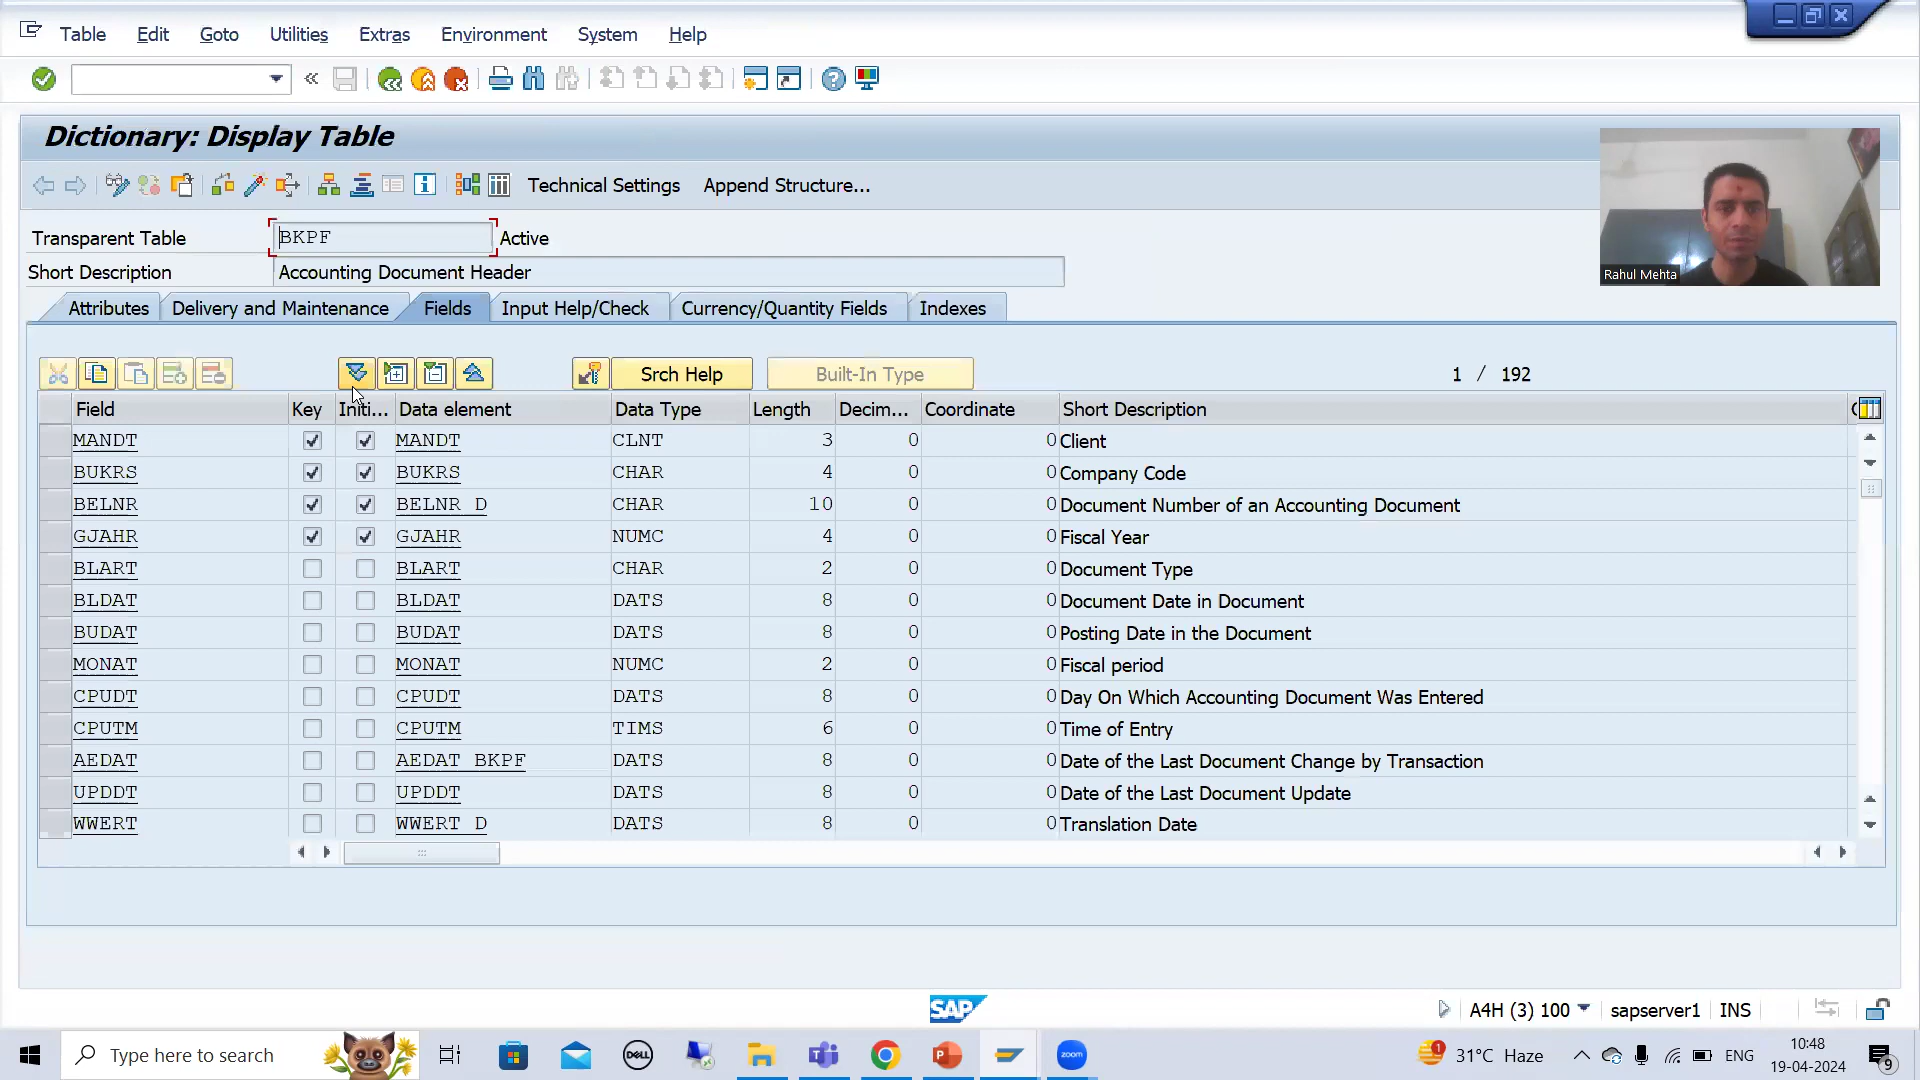 Table Edit Goto Utilities Extras Environment System Help
Dictionary: Display Table
Technical Settings Append Structure...
Transparent Table BKPF Active
Short Description Accounting Document Header
Rahul Mehta
Attributes Delivery and Maintenance Fields Input Help/Check Currency/Quantity Fields Indexes
Srch Help Built-In Type 1 / 192
Field Key Initi... Data element Data Type Length Decim... Coordinate Short Description
MANDT MANDT CLNT 3 0 0 Client
BUKRS BUKRS CHAR 4 0 0 Company Code
BELNR BELNR D CHAR 10 0 0 Document Number of an Accounting Document
GJAHR GJAHR NUMC 4 0 0 Fiscal Year
BLART BLART CHAR 2 0 0 Document Type
BLDAT BLDAT DATS 8 0 0 Document Date in Document
BUDAT BUDAT DATS 8 0 0 Posting Date in the Document
MONAT MONAT NUMC 2 0 0 Fiscal period
CPUDT CPUDT DATS 8 0 0 Day On Which Accounting Document Was Entered
CPUTM CPUTM TIMS 6 0 0 Time of Entry
AEDAT AEDAT BKPF DATS 8 0 0 Date of the Last Document Change by Transaction
UPDDT UPDDT DATS 8 0 0 Date of the Last Document Update
WWERT WWERT D DATS 8 0 0 Translation Date
SAP A4H (3) 100 sapserver1 INS
Type here to search DELL zoom 1 31°C Haze ENG 10:48
19-04-2024 9